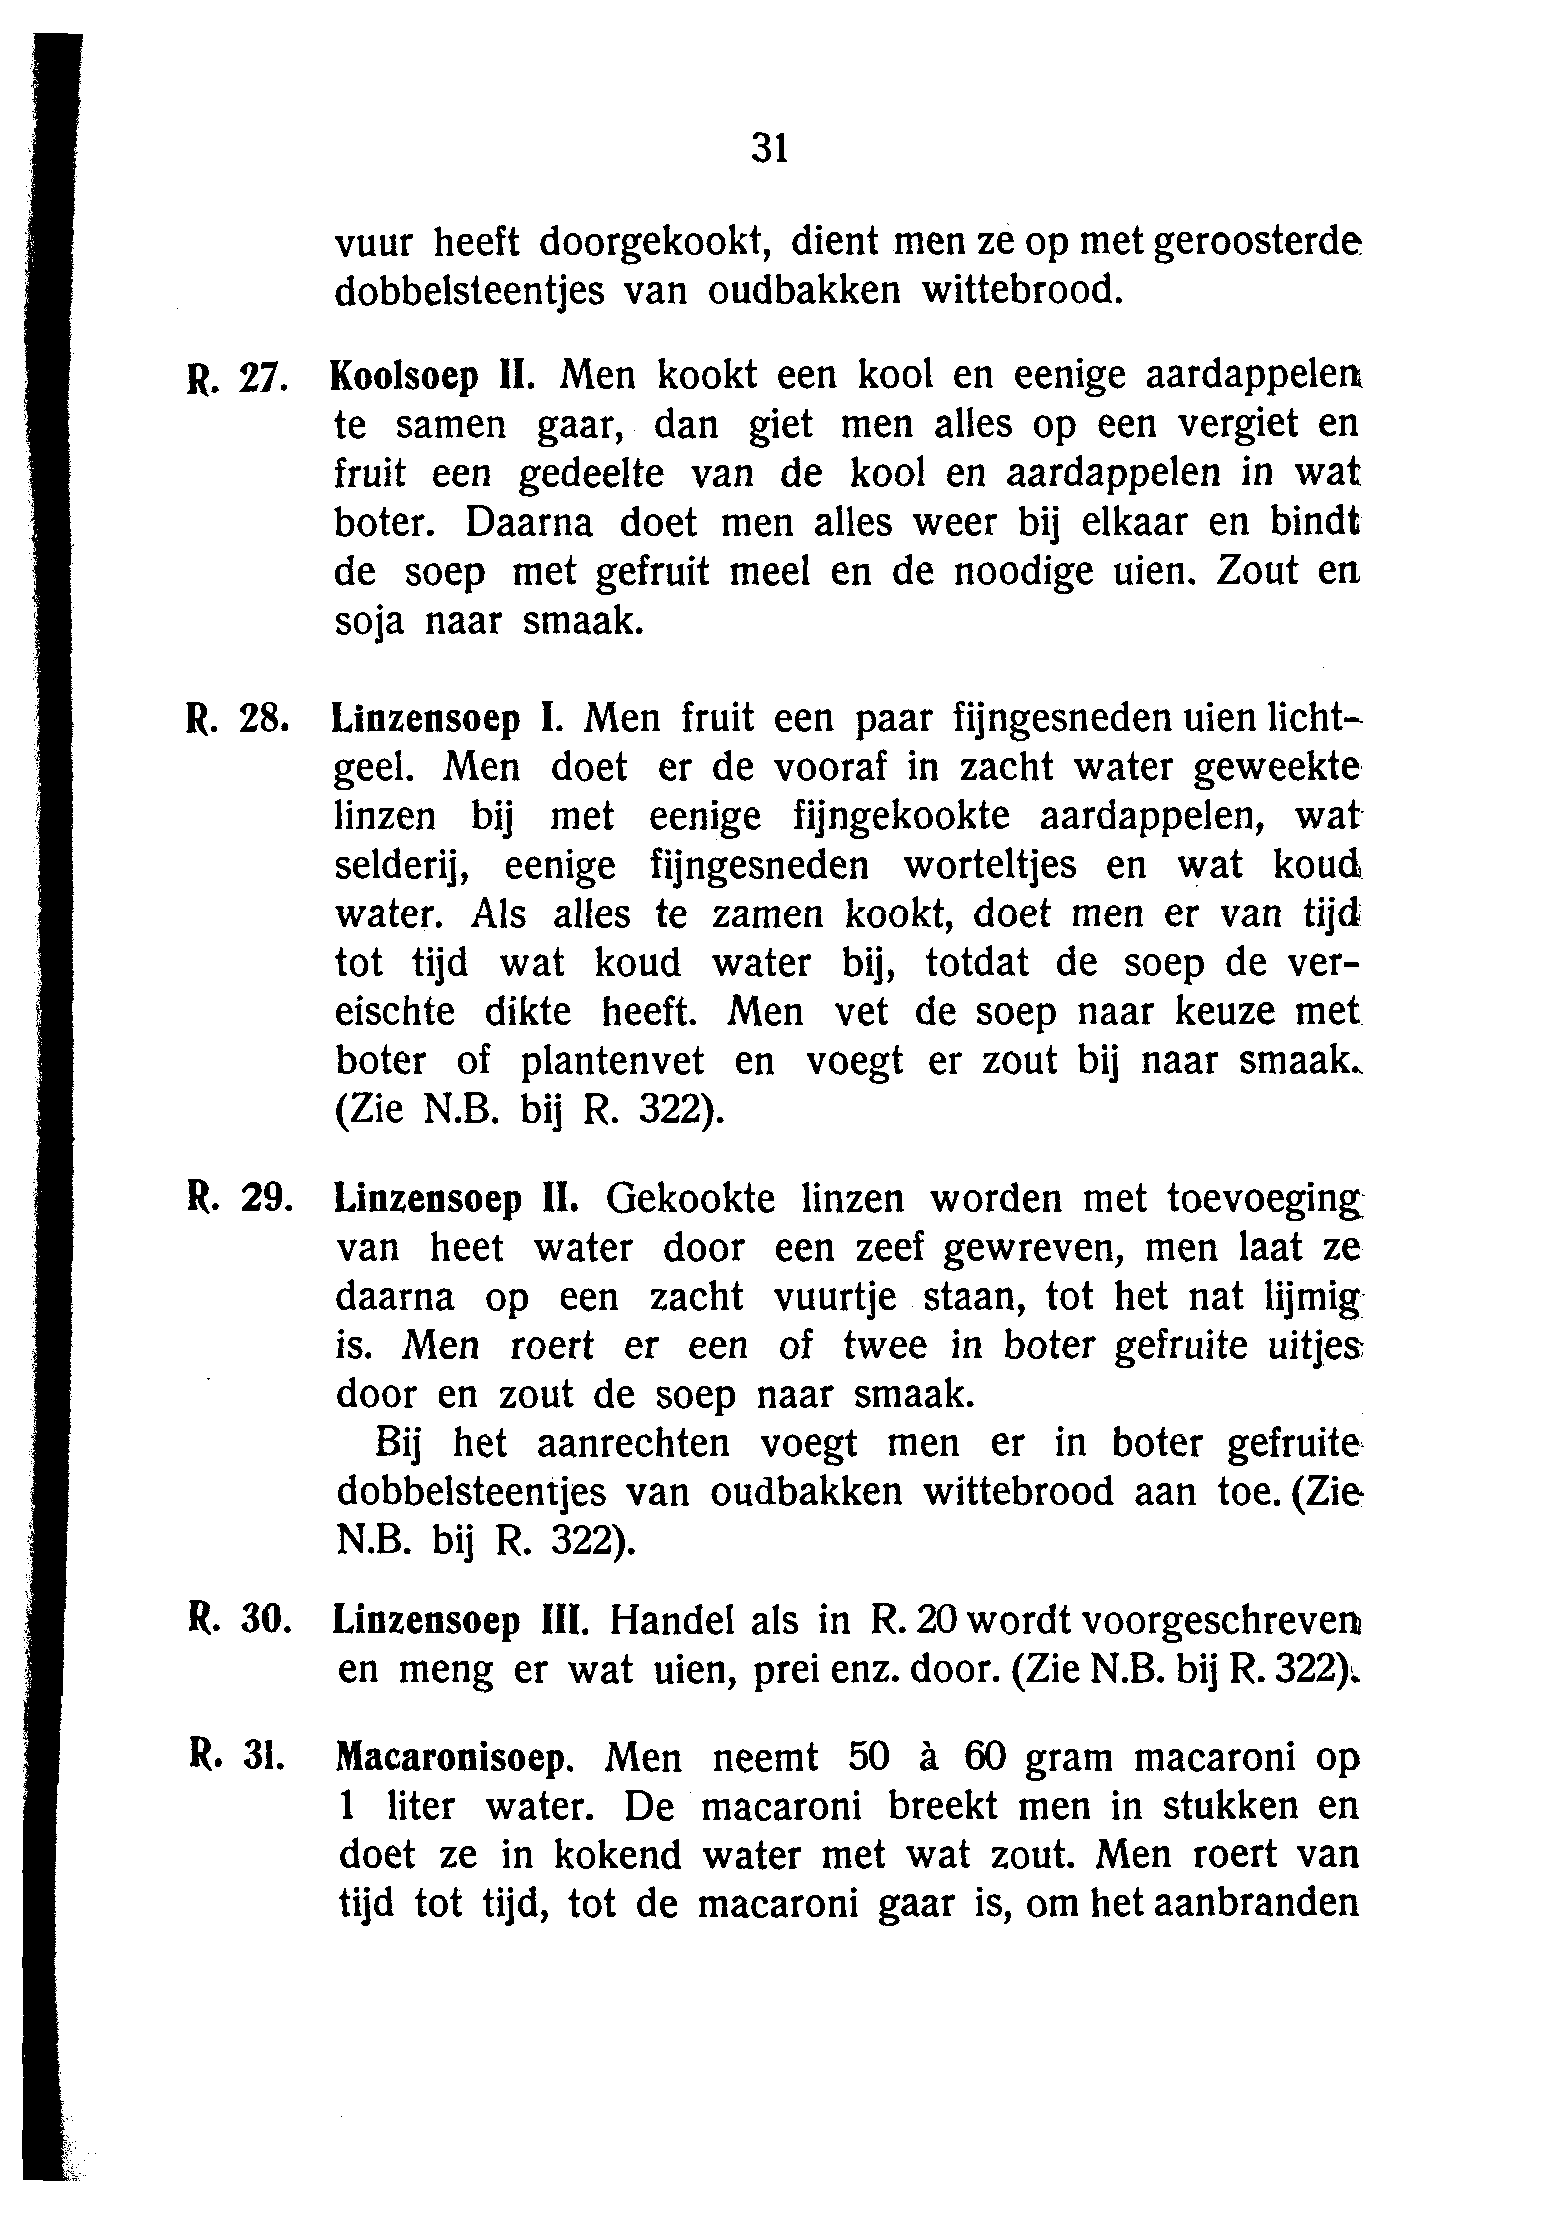 31
vuur heeft doorgekookt, dient men ze op met geroosterde
dobbelsteentjes van oudbakken wittebrood.
R. 27. Koolsoep II. Men kookt een kool en eenige aardappelen
te samen gaar, dan giet men alles op een vergiet en
fruit een gedeelte van de kool en aardappelen in wat
boter. Daarna doet men alles weer bij elkaar en bindt
de soep met gefruit meel en de noodige uien. Zout en
soja naar smaak.
R. 28. Linzensoep I. Men fruit een paar fijngesneden uien licht-
geel. Men doet er de vooraf in zacht water geweekte
linzen bij met eenige fijngekookte aardappelen, wat
selderij, eenige fijngesneden worteltjes en wat koud
water. Als alles te zamen kookt, doet men er van tijd
tot tijd wat koud water bij, totdat de soep de ver-
eischte dikte heeft. Men vet de soep naar keuze met
boter of plantenvet en voegt er zout bij naar smaak.
(Zie N.B. bij R. 322).
R. 29. Linzensoep II. Gekookte linzen worden met toevoeging
van heet water door een zeef gewreven, men laat ze
daarna op een zacht vuurtje staan, tot het nat lijmig
is. Men roert er een of twee in boter gefruite uitjes
door en zout de soep naar smaak.
Bij het aanrechten voegt men er in boter gefruite
dobbelsteentjes van oudbakken wittebrood aan toe. (Zie
N.B. bij R. 322).
R. 30. Linzensoep III. Handel als in R. 20 wordt voorgeschreven
en meng er wat uien, prei enz. door. (Zie N.B. bij R. 322).
R. 31. Macaronisoep. Men neemt 50 à 60 gram macaroni op
1 liter water. De macaroni breekt men in stukken en
doet ze in kokend water met wat zout. Men roert van
tijd tot tijd, tot de macaroni gaar is, om het aanbranden